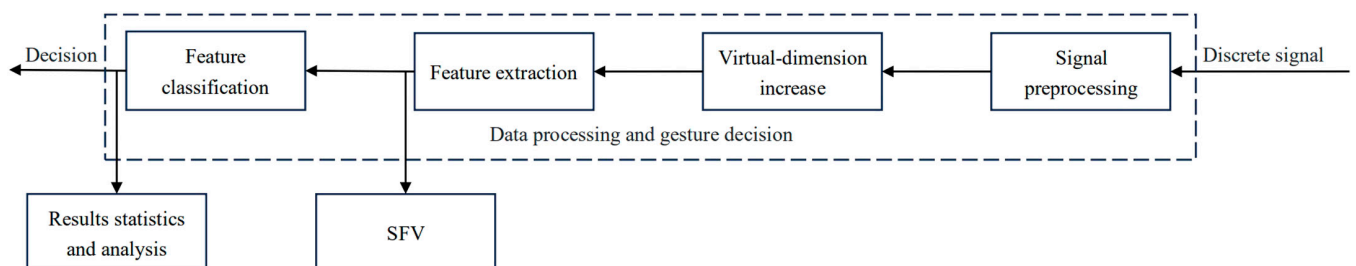 Decision
Feature
classification
Feature extraction
Virtual-dimension
increase
Signal
preprocessing
Discrete signal
Data processing and gesture decision
Results statistics
and analysis
SFV